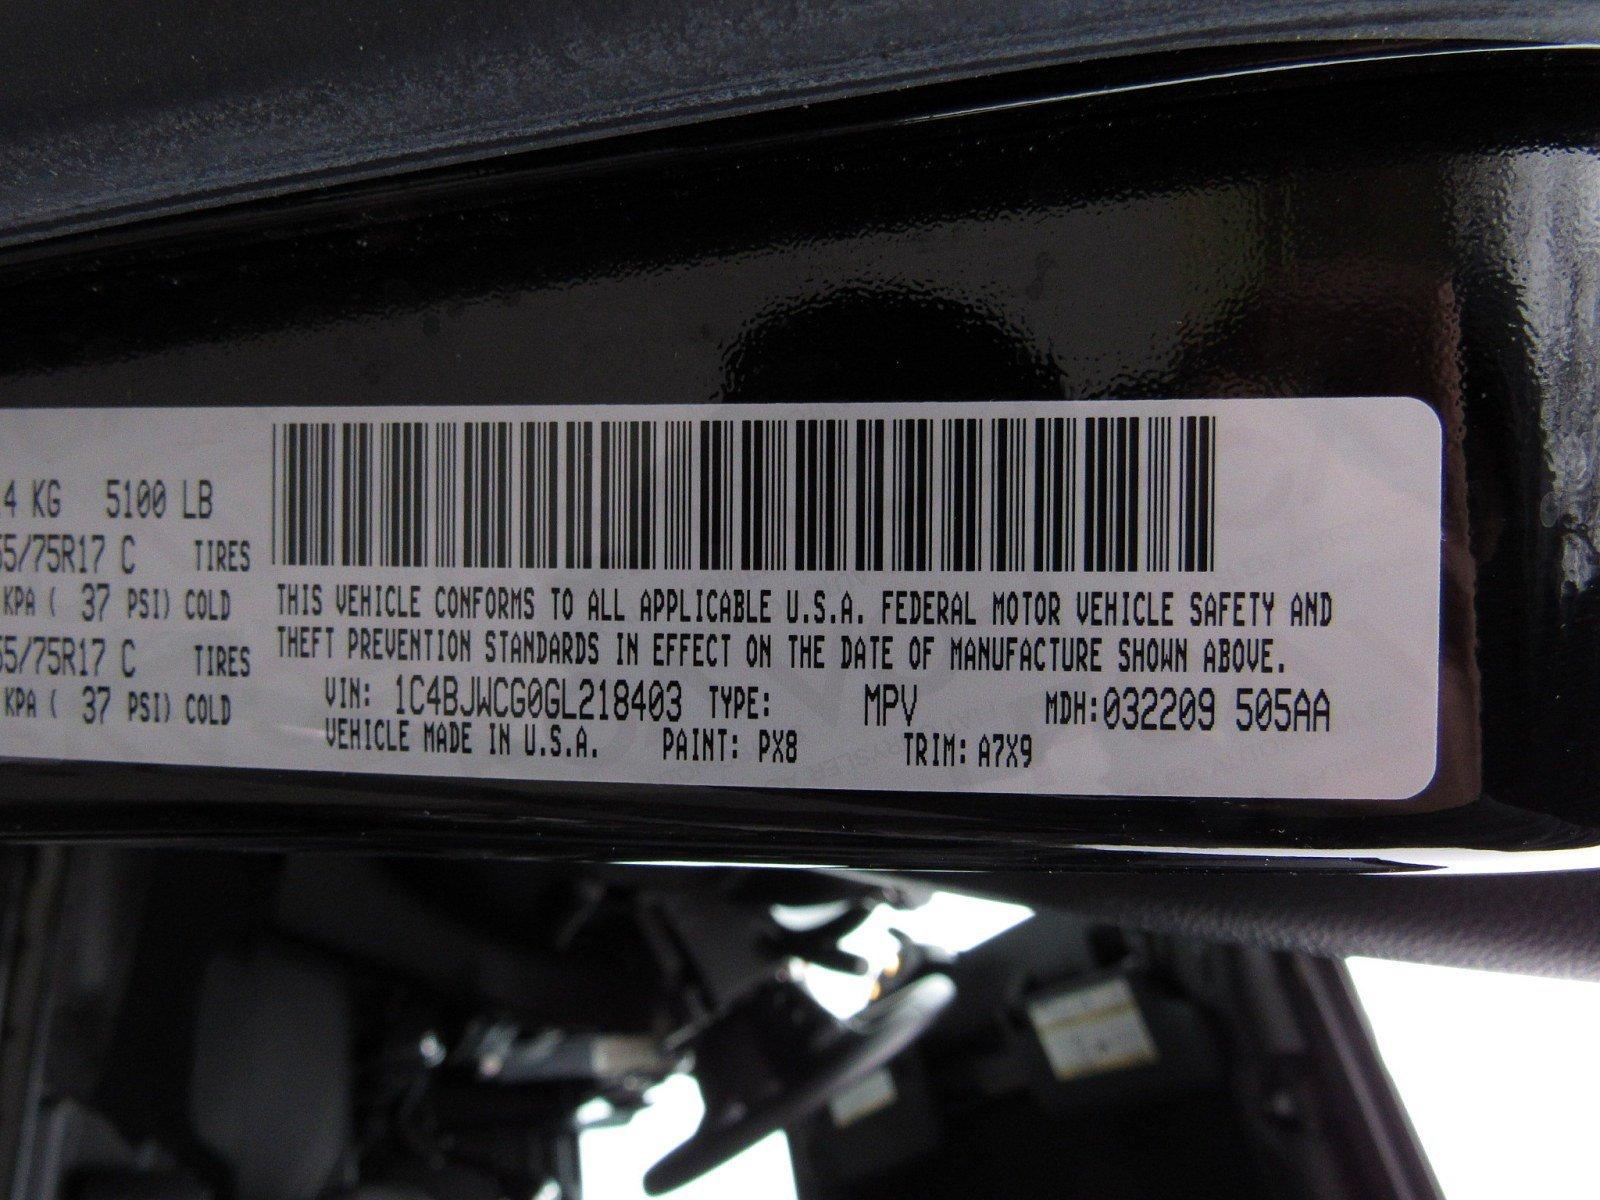 4 KG 5100 LB
55/75R17 C TIRES
KPA ( 37 PSI) COLD
55/75R17 C TIRES
KPA ( 37 PSI) COLD
THIS VEHICLE CONFORMS TO ALL APPLICABLE U.S.A. FEDERAL MOTOR VEHICLE SAFETY AND
THEFT PREVENTION STANDARDS IN EFFECT ON THE DATE OF MANUFACTURE SHOWN ABOVE.
VIN: 1C4BJWCG0GL218403 TYPE: MPV MDH:032209 505AA
VEHICLE MADE IN U.S.A. PAINT: PX8 TRIM: A7X9